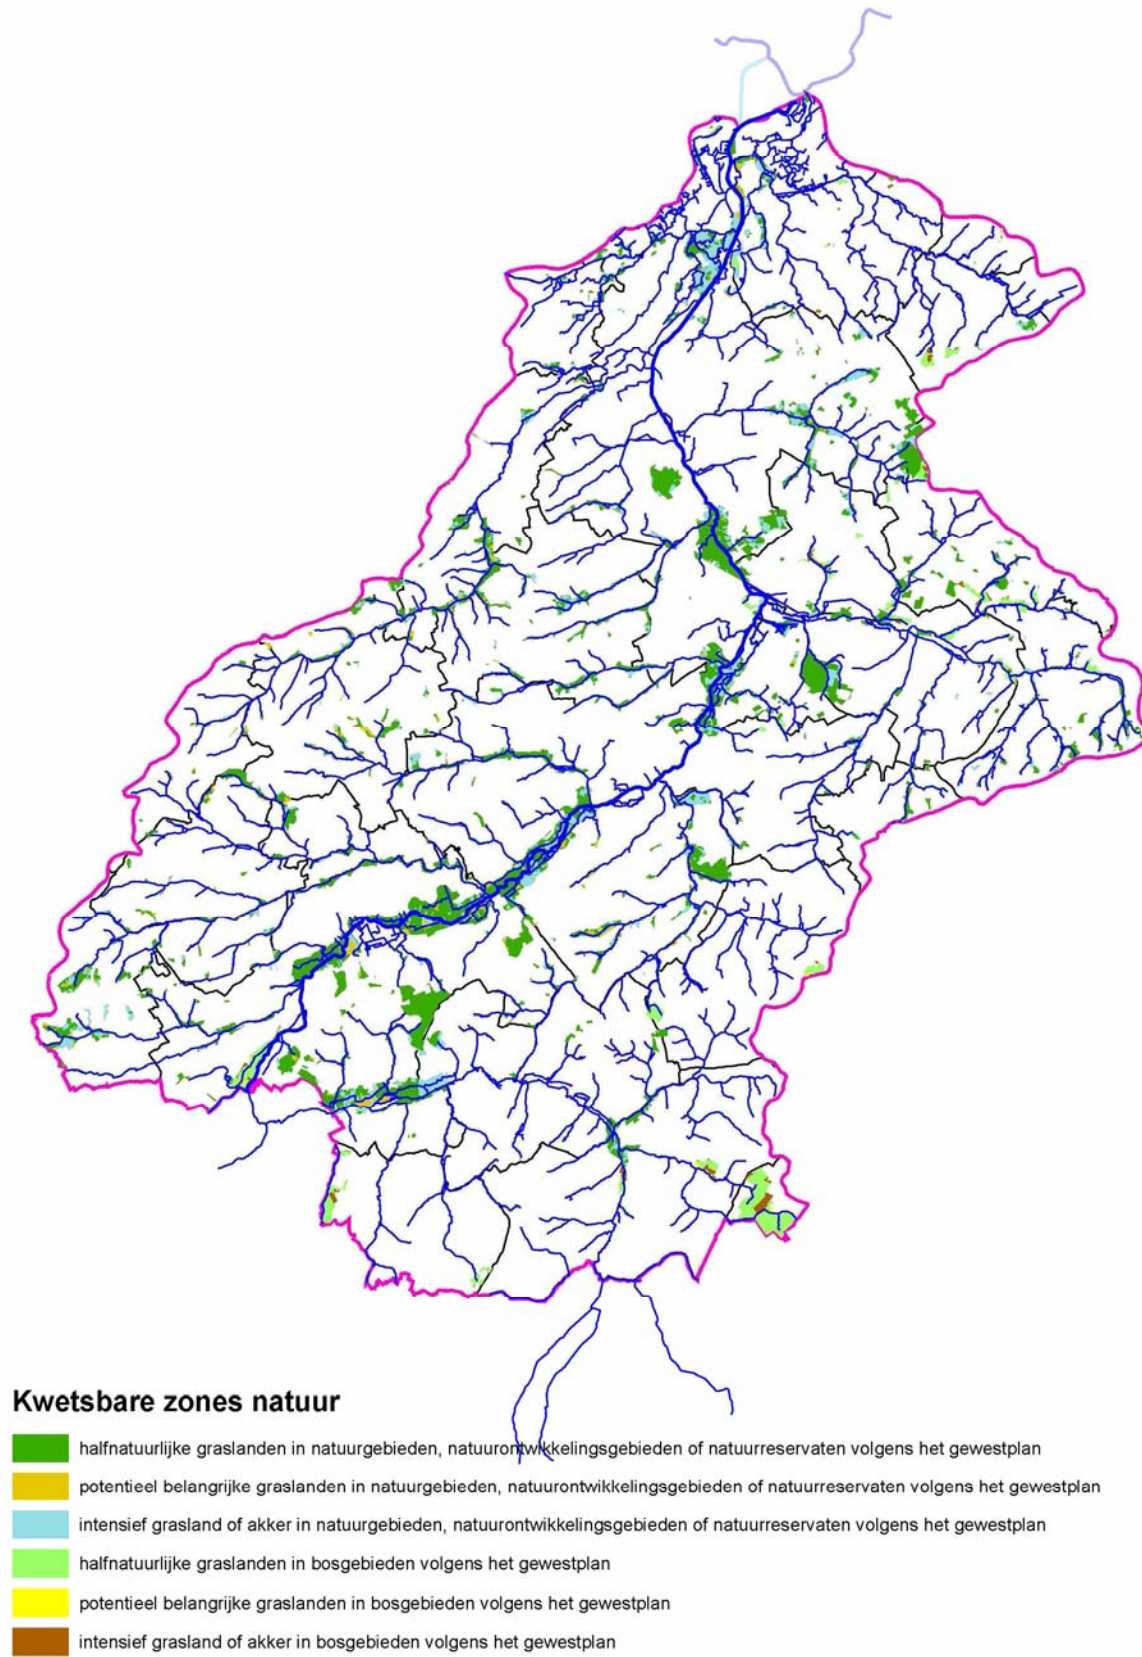 Kwetsbare zones natuur
halfnatuurlijke graslanden in natuurgebieden, natuurontwikkelingsgebieden of natuurreservaten volgens het gewestplan
potentieel belangrijke graslanden in natuurgebieden, natuurontwikkelingsgebieden of natuurreservaten volgens het gewestplan
intensief grasland of akker in natuurgebieden, natuurontwikkelingsgebieden of natuurreservaten volgens het gewestplan
halfnatuurlijke graslanden in bosgebieden volgens het gewestplan
potentieel belangrijke graslanden in bosgebieden volgens het gewestplan
intensief grasland of akker in bosgebieden volgens het gewestplan